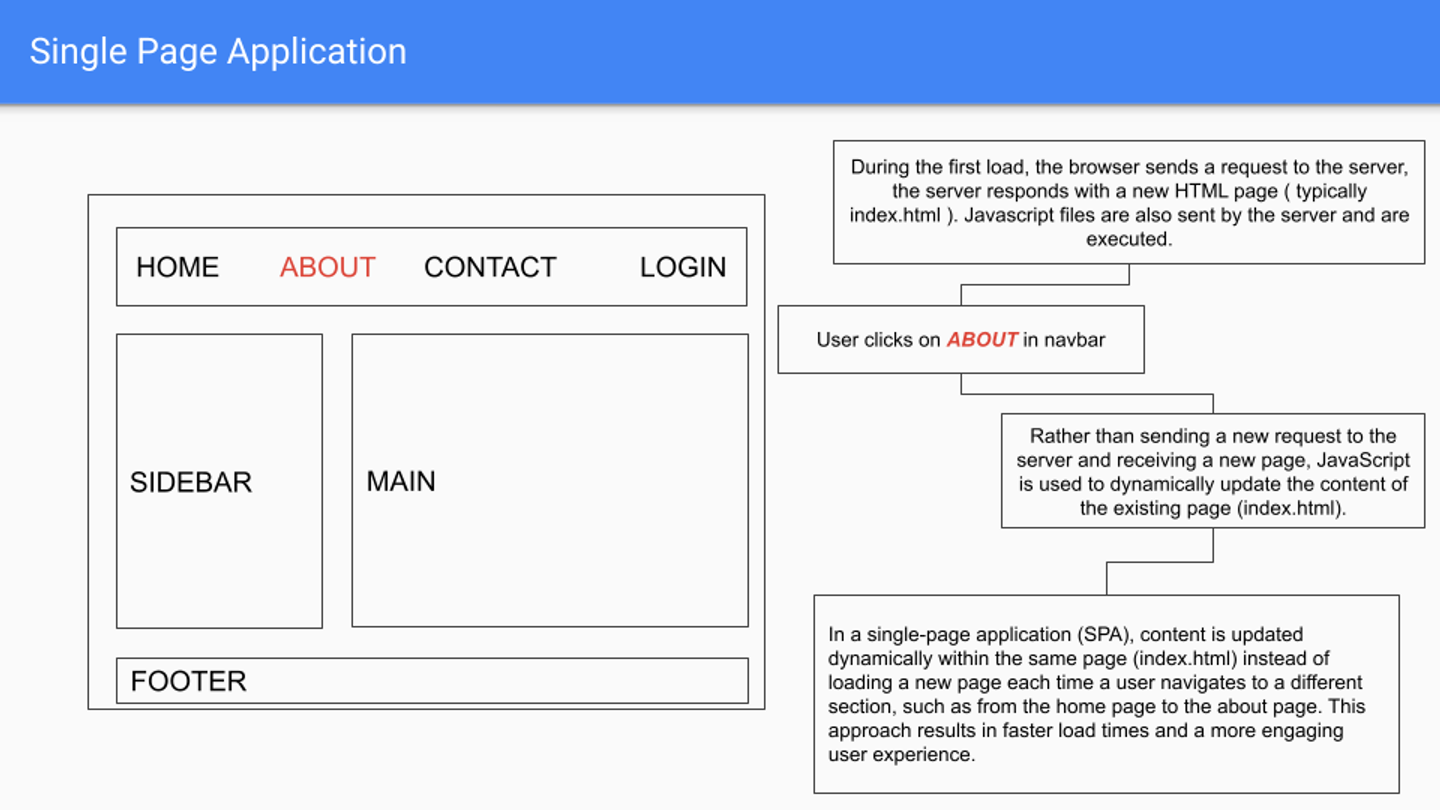 Single Page Application
HOME ABOUT CONTACT LOGIN
SIDEBAR
MAIN
FOOTER
During the first load, the browser sends a request to the server,
the server responds with a new HTML page ( typically
index.html ). Javascript files are also sent by the server and are
executed.
User clicks on ABOUT in navbar
Rather than sending a new request to the
server and receiving a new page, JavaScript
is used to dynamically update the content of
the existing page (index.html).
In a single-page application (SPA), content is updated
dynamically within the same page (index.html) instead of
loading a new page each time a user navigates to a different
section, such as from the home page to the about page. This
approach results in faster load times and a more engaging
user experience.